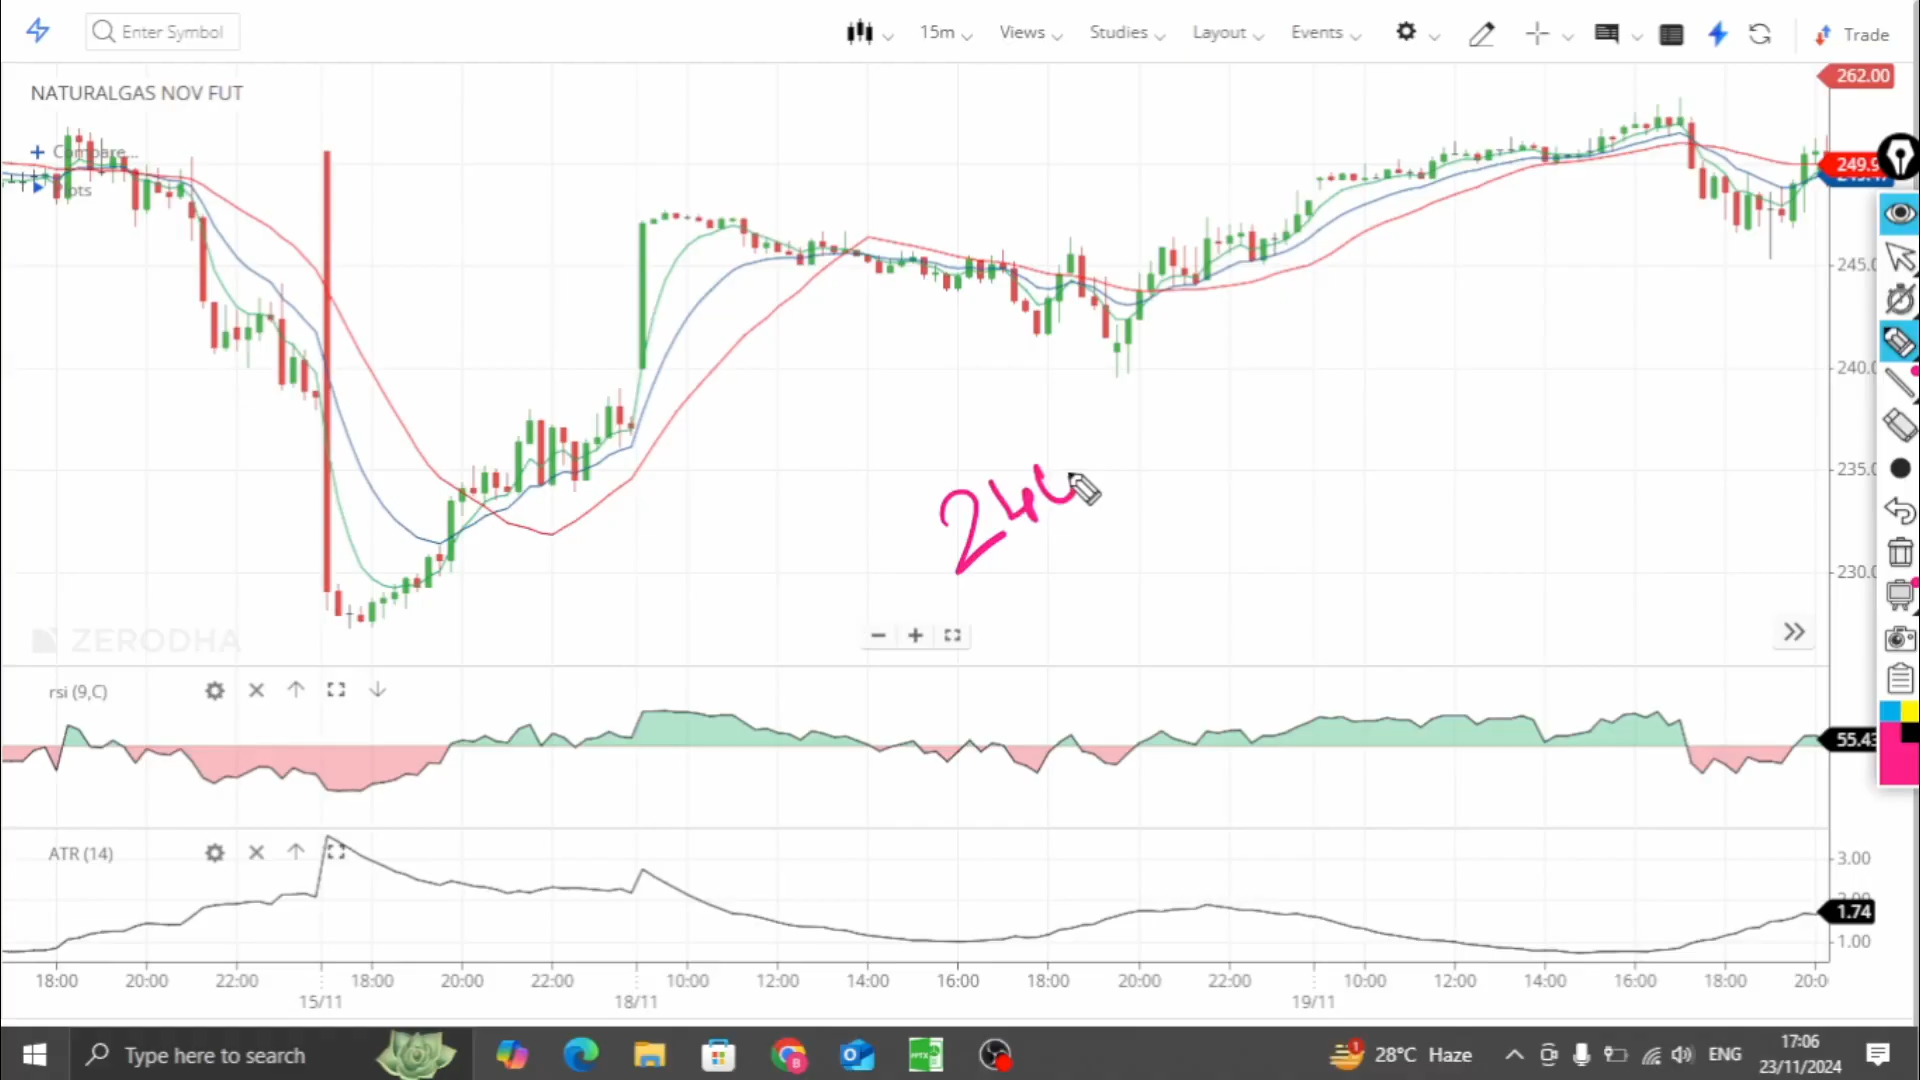 Enter Symbol
15m
Views
Studies
Layout
Events
Trade
NATURALGAS NOV FUT
262.00
Compare...
249.9
245.0
240.0
235.0
230.0
24
ZERODHA
rsi (9,C)
55.43
ATR (14)
3.00
1.74
1.00
18:00 20:00 22:00 18:00 20:00 22:00 10:00 12:00 14:00 16:00 18:00 20:00 22:00 10:00 12:00 14:00 16:00 18:00 20:0
15/11 18/11 19/11
Type here to search
28°C Haze
ENG
17:06
23/11/2024